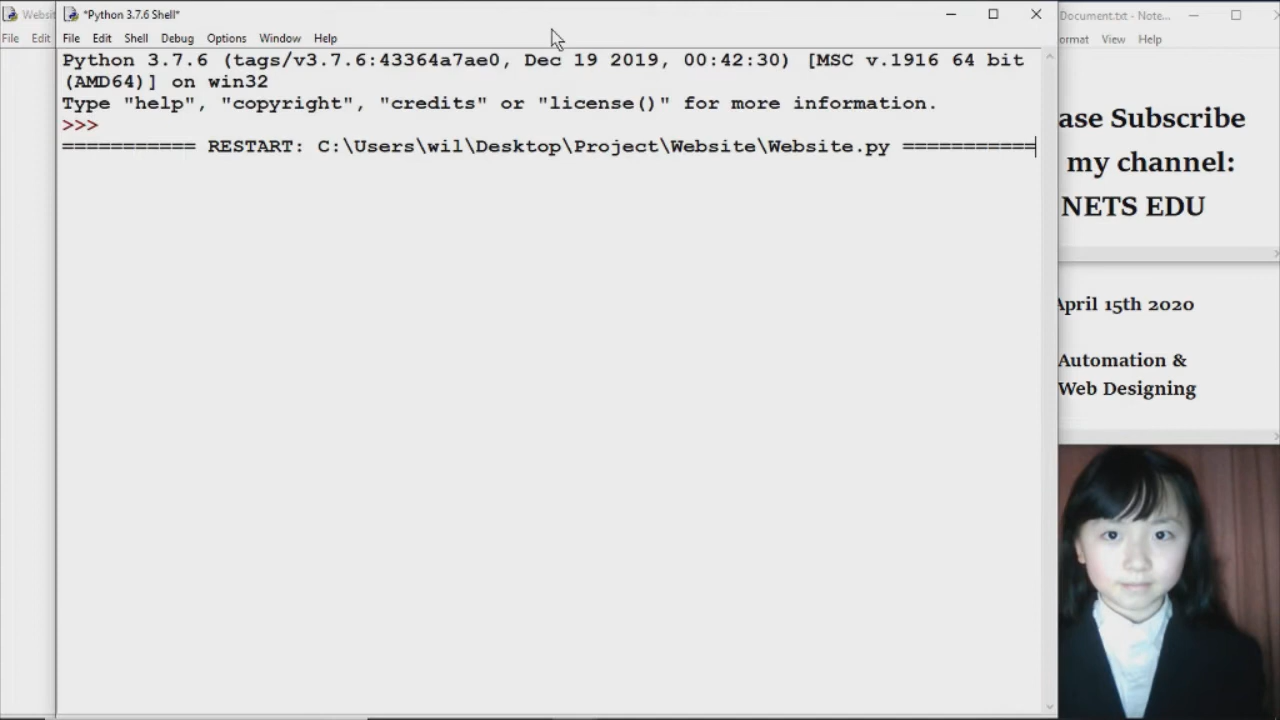 Websit
*Python 3.7.6 Shell*
File Edit
File Edit Shell Debug Options Window Help
Python 3.7.6 (tags/v3.7.6:43364a7ae0, Dec 19 2019, 00:42:30) [MSC v.1916 64 bit
(AMD64)] on win32
Type "help", "copyright", "credits" or "license()" for more information.
>>>
=========== RESTART: C:\Users\wil\Desktop\Project\Website\Website.py ===========
Document.txt - Note...
ormat View Help
ase Subscribe
my channel:
NETS EDU
April 15th 2020
Automation &
Web Designing